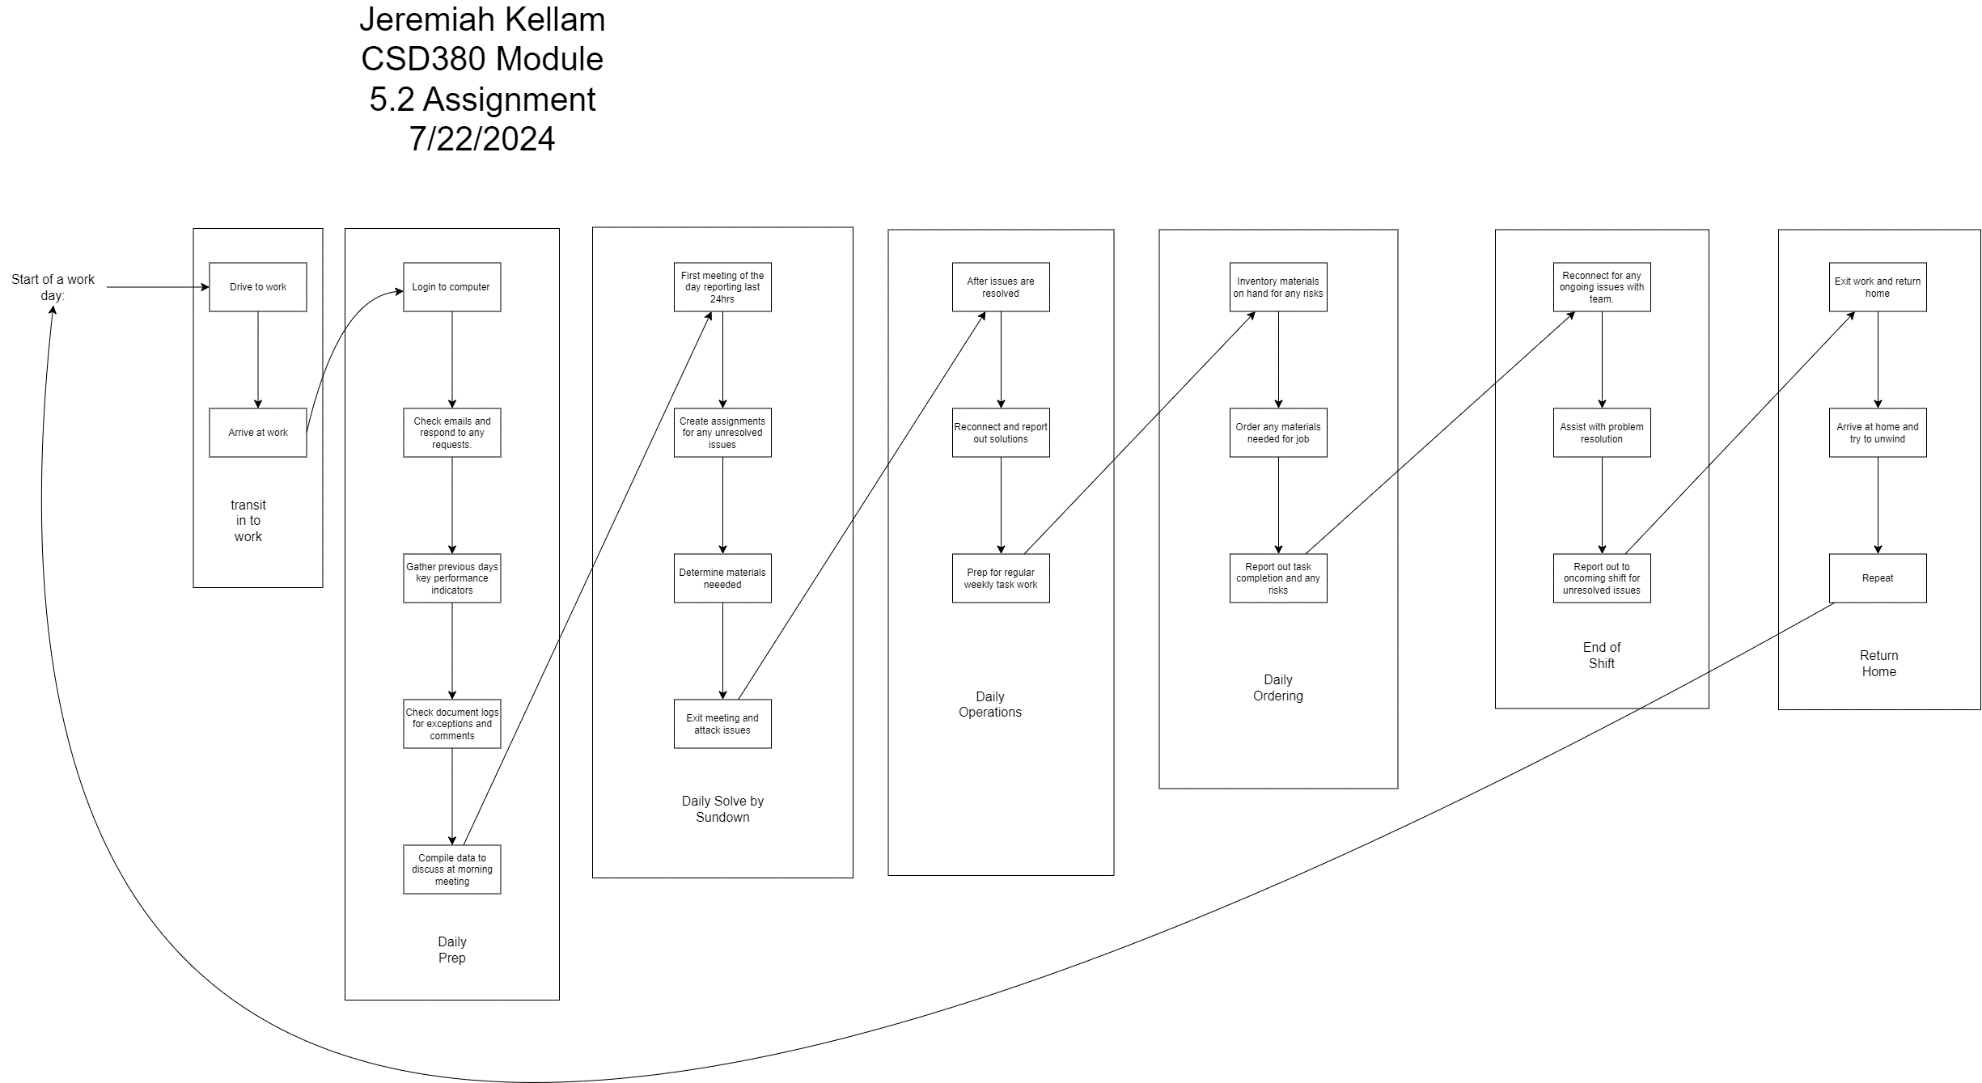 Jeremiah Kellam
CSD380 Module
5.2 Assignment
7/22/2024
Start of a work
day:
Drive to work
Arrive at work
transit
in to
work
Login to computer
Check emails and
respond to any
requests.
Gather previous days
key performance
indicators
Check document logs
for exceptions and
comments
Compile data to
discuss at morning
meeting
Daily
Prep
First meeting of the
day reporting last
24hrs
Create assignments
for any unresolved
issues
Determine materials
neeeded
Exit meeting and
attack issues
Daily Solve by
Sundown
After issues are
resolved
Reconnect and report
out solutions
Prep for regular
weekly task work
Daily
Operations
Inventory materials
on hand for any risks
Order any materials
needed for job
Report out task
completion and any
risks
Daily
Ordering
Reconnect for any
ongoing issues with
team.
Assist with problem
resolution
Report out to
oncoming shift for
unresolved issues
End of
Shift
Exit work and return
home
Arrive at home and
try to unwind
Repeat
Return
Home